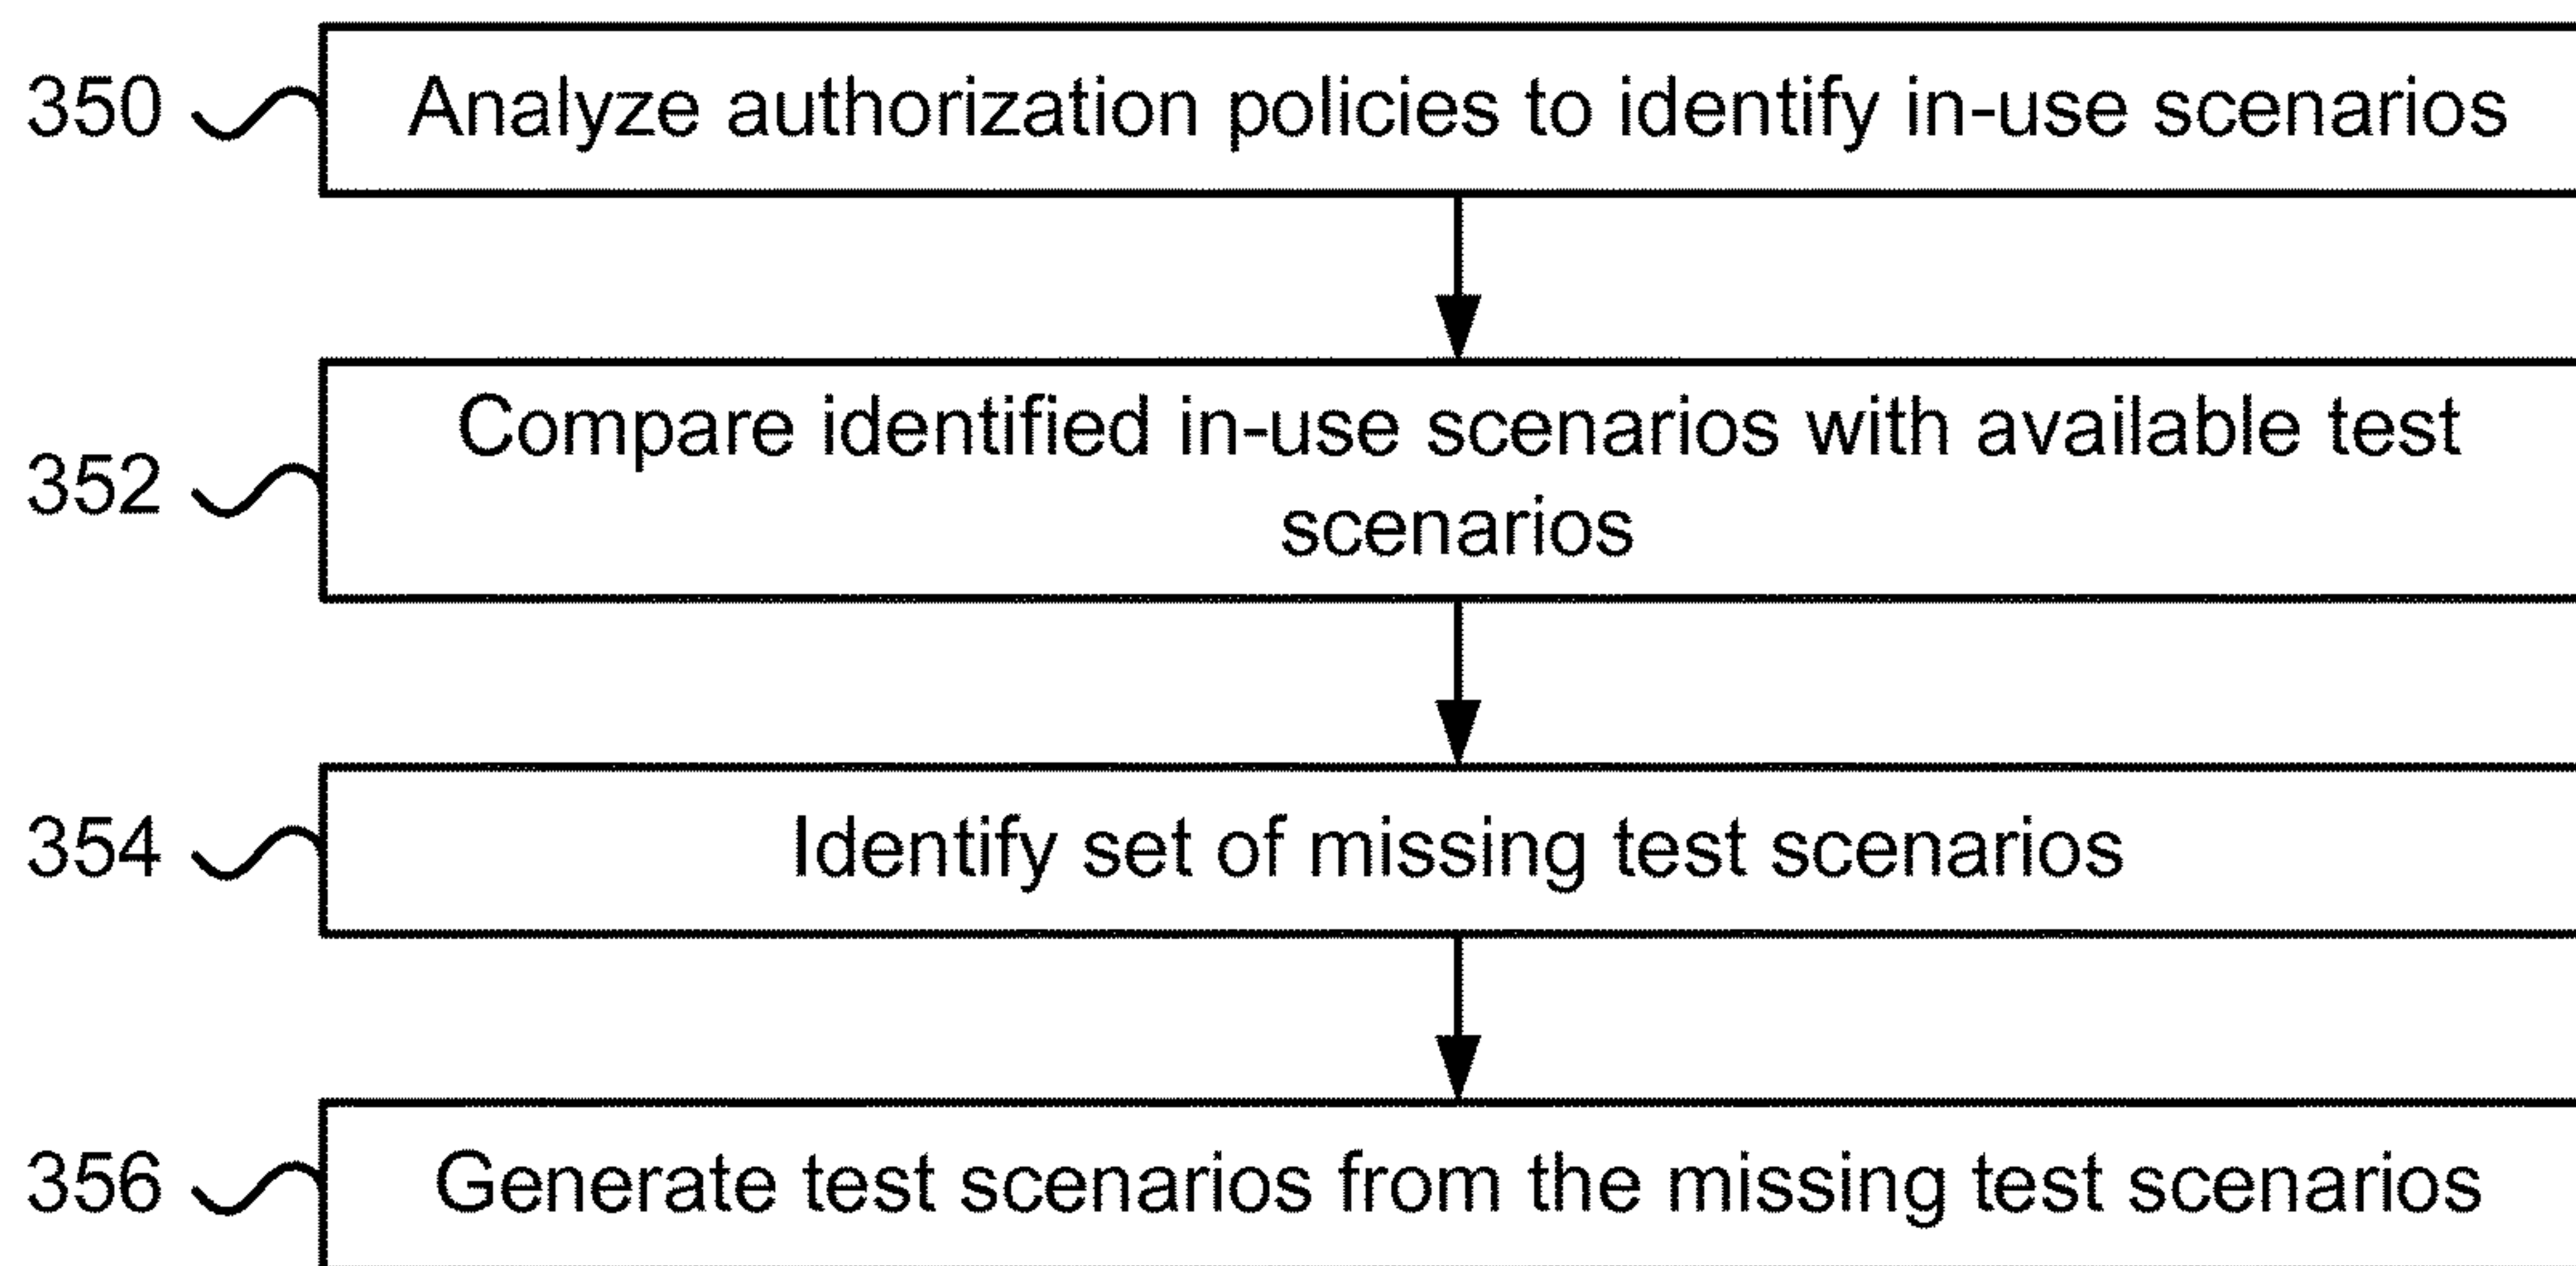 350
Analyze authorization policies to identify in-use scenarios
352
Compare identified in-use scenarios with available test
scenarios
354
Identify set of missing test scenarios
356
Generate test scenarios from the missing test scenarios